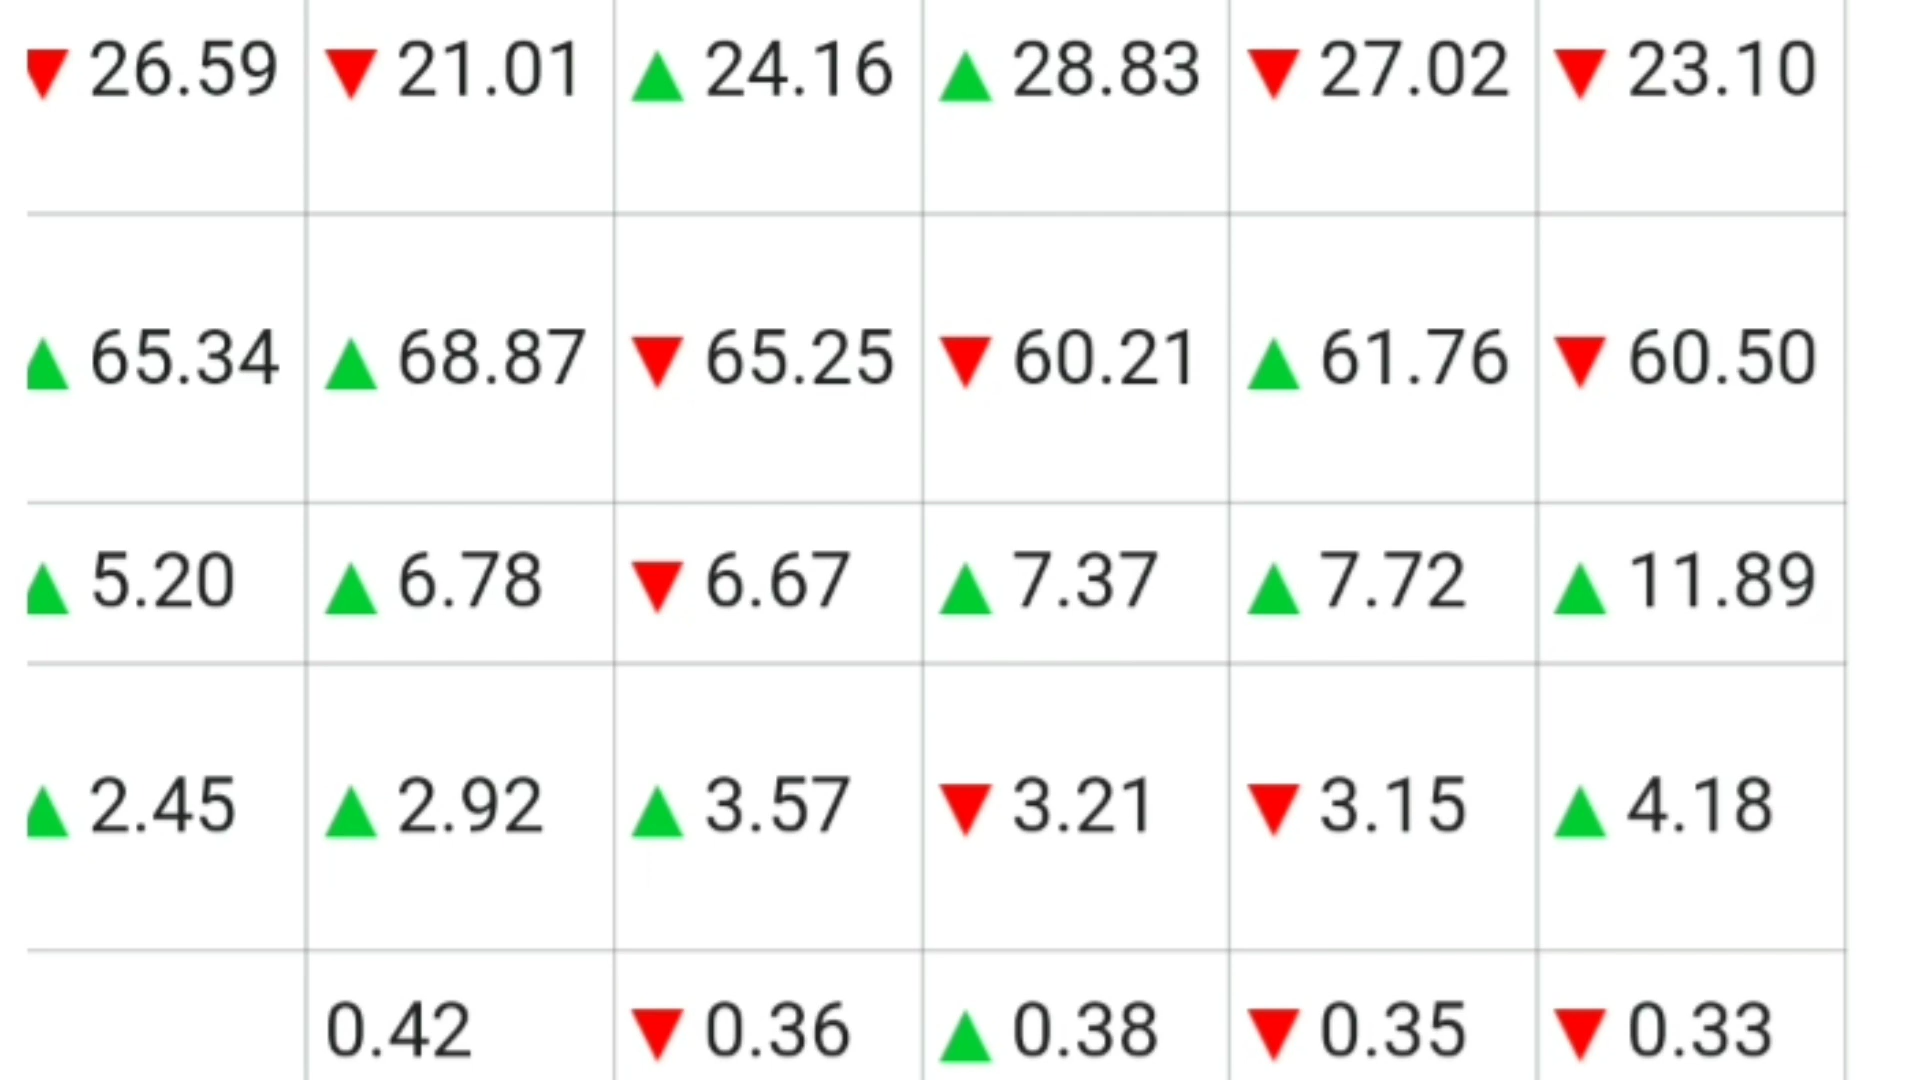 ▼ 26.59 ▼ 21.01 ▲ 24.16 ▲ 28.83 ▼ 27.02 ▼ 23.10
▲ 65.34 ▲ 68.87 ▼ 65.25 ▼ 60.21 ▲ 61.76 ▼ 60.50
▲ 5.20 ▲ 6.78 ▼ 6.67 ▲ 7.37 ▲ 7.72 ▲ 11.89
▲ 2.45 ▲ 2.92 ▲ 3.57 ▼ 3.21 ▼ 3.15 ▲ 4.18
0.42 ▼ 0.36 ▲ 0.38 ▼ 0.35 ▼ 0.33